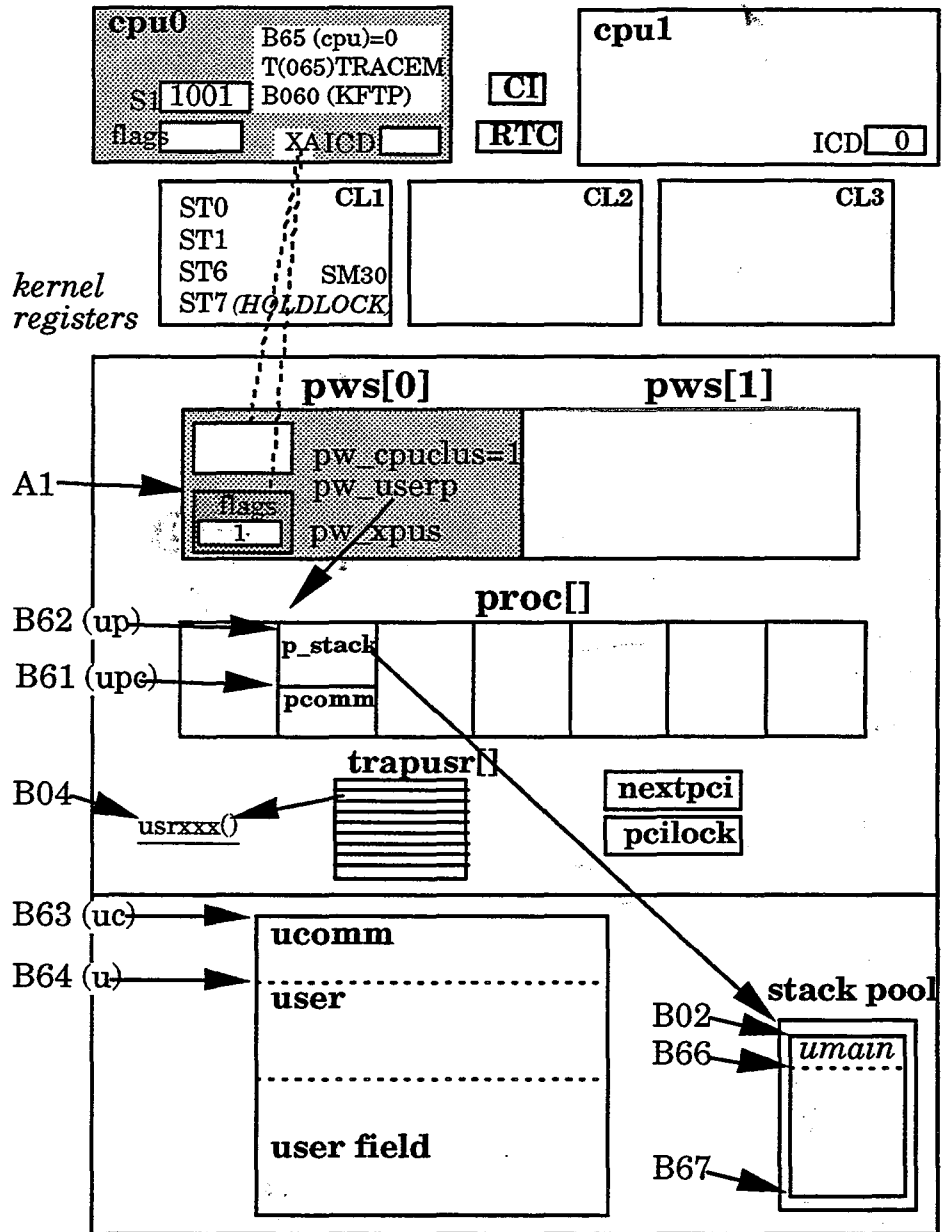 cpu0
B65 (cpu)=0
T(065)TRACEM
B060 (KFTP)
S1 1001
flags
XA ICD
CI
RTC
cpu1
ICD 0
CL1
ST0
ST1
ST6 SM30
ST7 (HOLDLOCK)
CL2
CL3
kernel
registers
pws[0]
pws[1]
A1
pw_cpuclus=1
pw_userp
flags
1
pw_xpus
proc[]
B62 (up)
p_stack
B61 (upc)
pcomm
trapusr[]
B04
usrxxx()
nextpci
pcilock
B63 (uc)
ucomm
B64 (u)
user
user field
stack pool
B02
umain
B66
B67